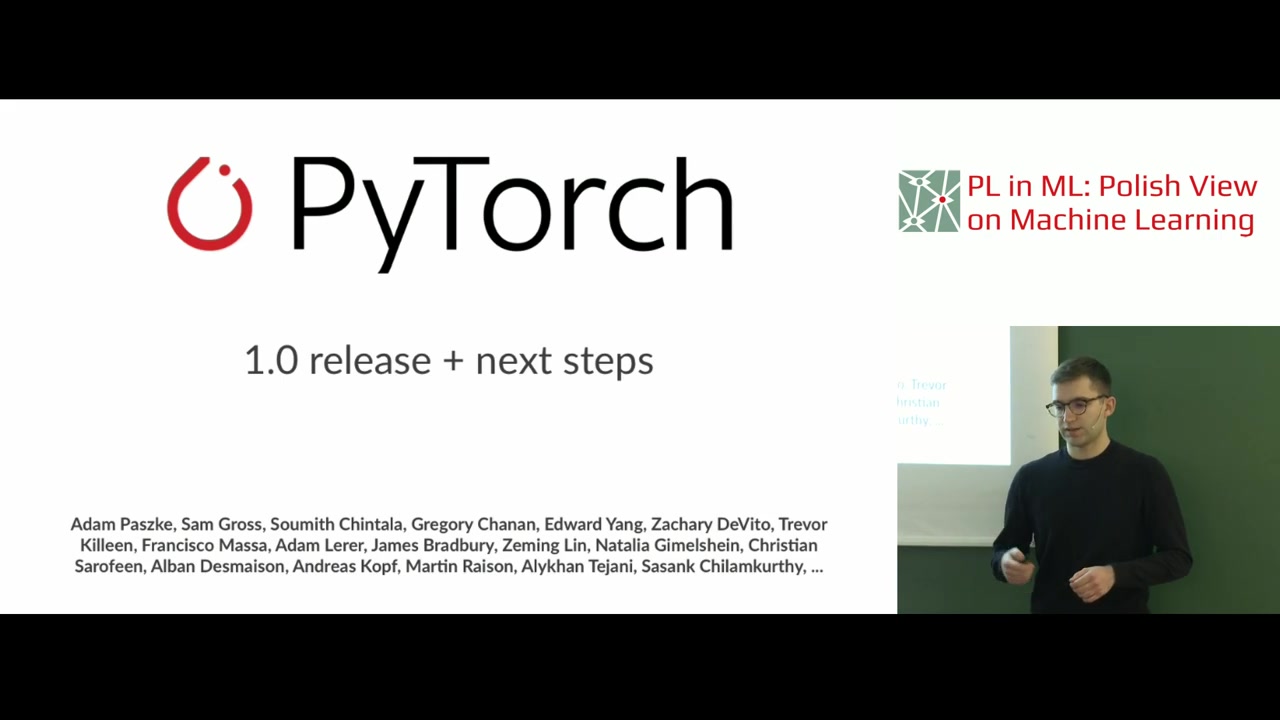 PyTorch
1.0 release + next steps
Adam Paszke, Sam Gross, Soumith Chintala, Gregory Chanan, Edward Yang, Zachary DeVito, Trevor
Killeen, Francisco Massa, Adam Lerer, James Bradbury, Zeming Lin, Natalia Gimelshein, Christian
Sarofeen, Alban Desmaison, Andreas Kopf, Martin Raison, Alykhan Tejani, Sasank Chilamkurthy, ...
PL in ML: Polish View
on Machine Learning
Trevor